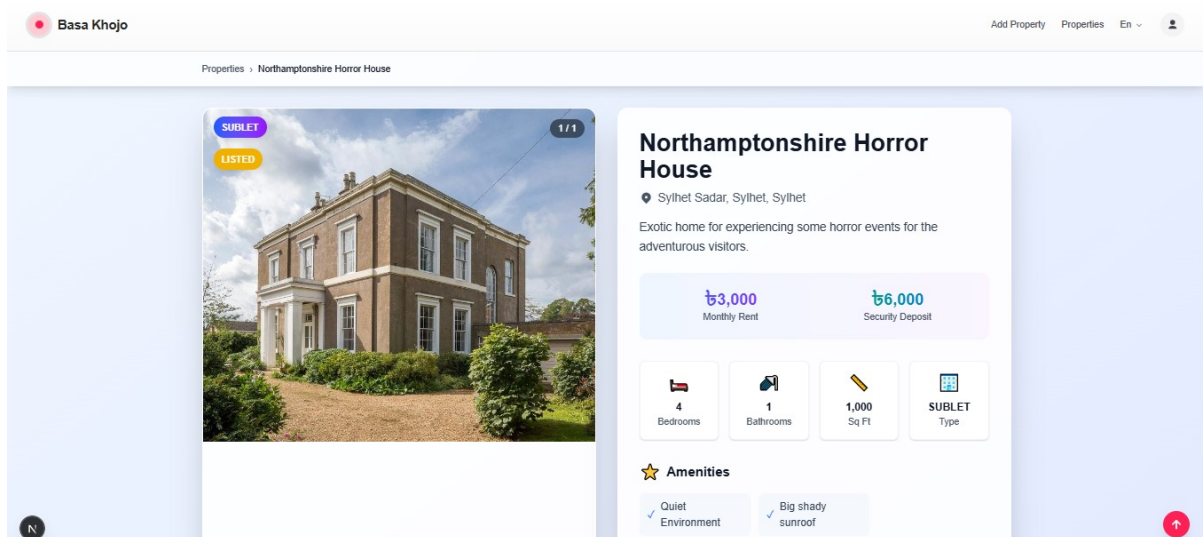 Basa Khojo
Add Property
Properties
En
Properties › Northamptonshire Horror House
SUBLET
1 / 1
LISTED
Northamptonshire Horror
House
Sylhet Sadar, Sylhet, Sylhet
Exotic home for experiencing some horror events for the
adventurous visitors.
৳3,000
Monthly Rent
৳6,000
Security Deposit
4
Bedrooms
1
Bathrooms
1,000
Sq Ft
SUBLET
Type
Amenities
✓ Quiet
Environment
✓ Big shady
sunroof
N